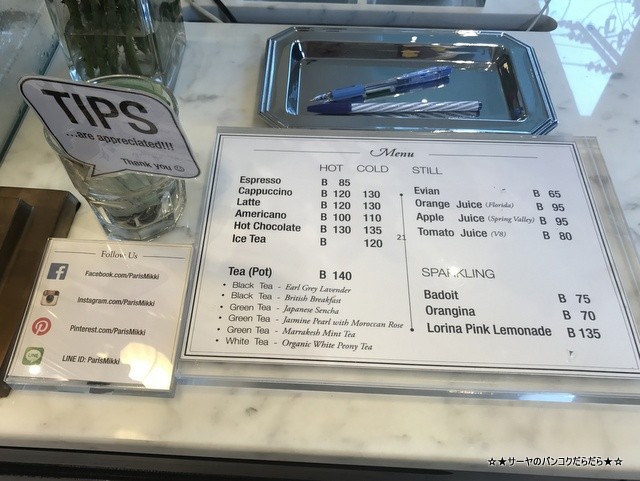 TIPS
...are appreciated!!!
Thank you ☺
Follow Us
Facebook.com/ParisMikki
Instagram.com/ParisMikki
Pinterest.com/ParisMikki
LINE
LINE ID: ParisMikki
Menu
HOT COLD
Espresso B 85
Cappuccino B 120 130
Latte B 120 130
Americano B 100 110
Hot Chocolate B 130 135
Ice Tea B 120
Tea (Pot) B 140
• Black Tea - Earl Grey Lavender
• Black Tea - British Breakfast
• Green Tea - Japanese Sencha
• Green Tea - Jasmine Pearl with Moroccan Rose
• Green Tea - Marrakesh Mint Tea
• White Tea - Organic White Peony Tea
21
STILL
Evian B 65
Orange Juice (Florida) B 95
Apple Juice (Spring Valley) B 95
Tomato Juice (V8) B 80
SPARKLING
Badoit B 75
Orangina B 70
Lorina Pink Lemonade B 135
☆★サーヤのバンコクだらだら★☆